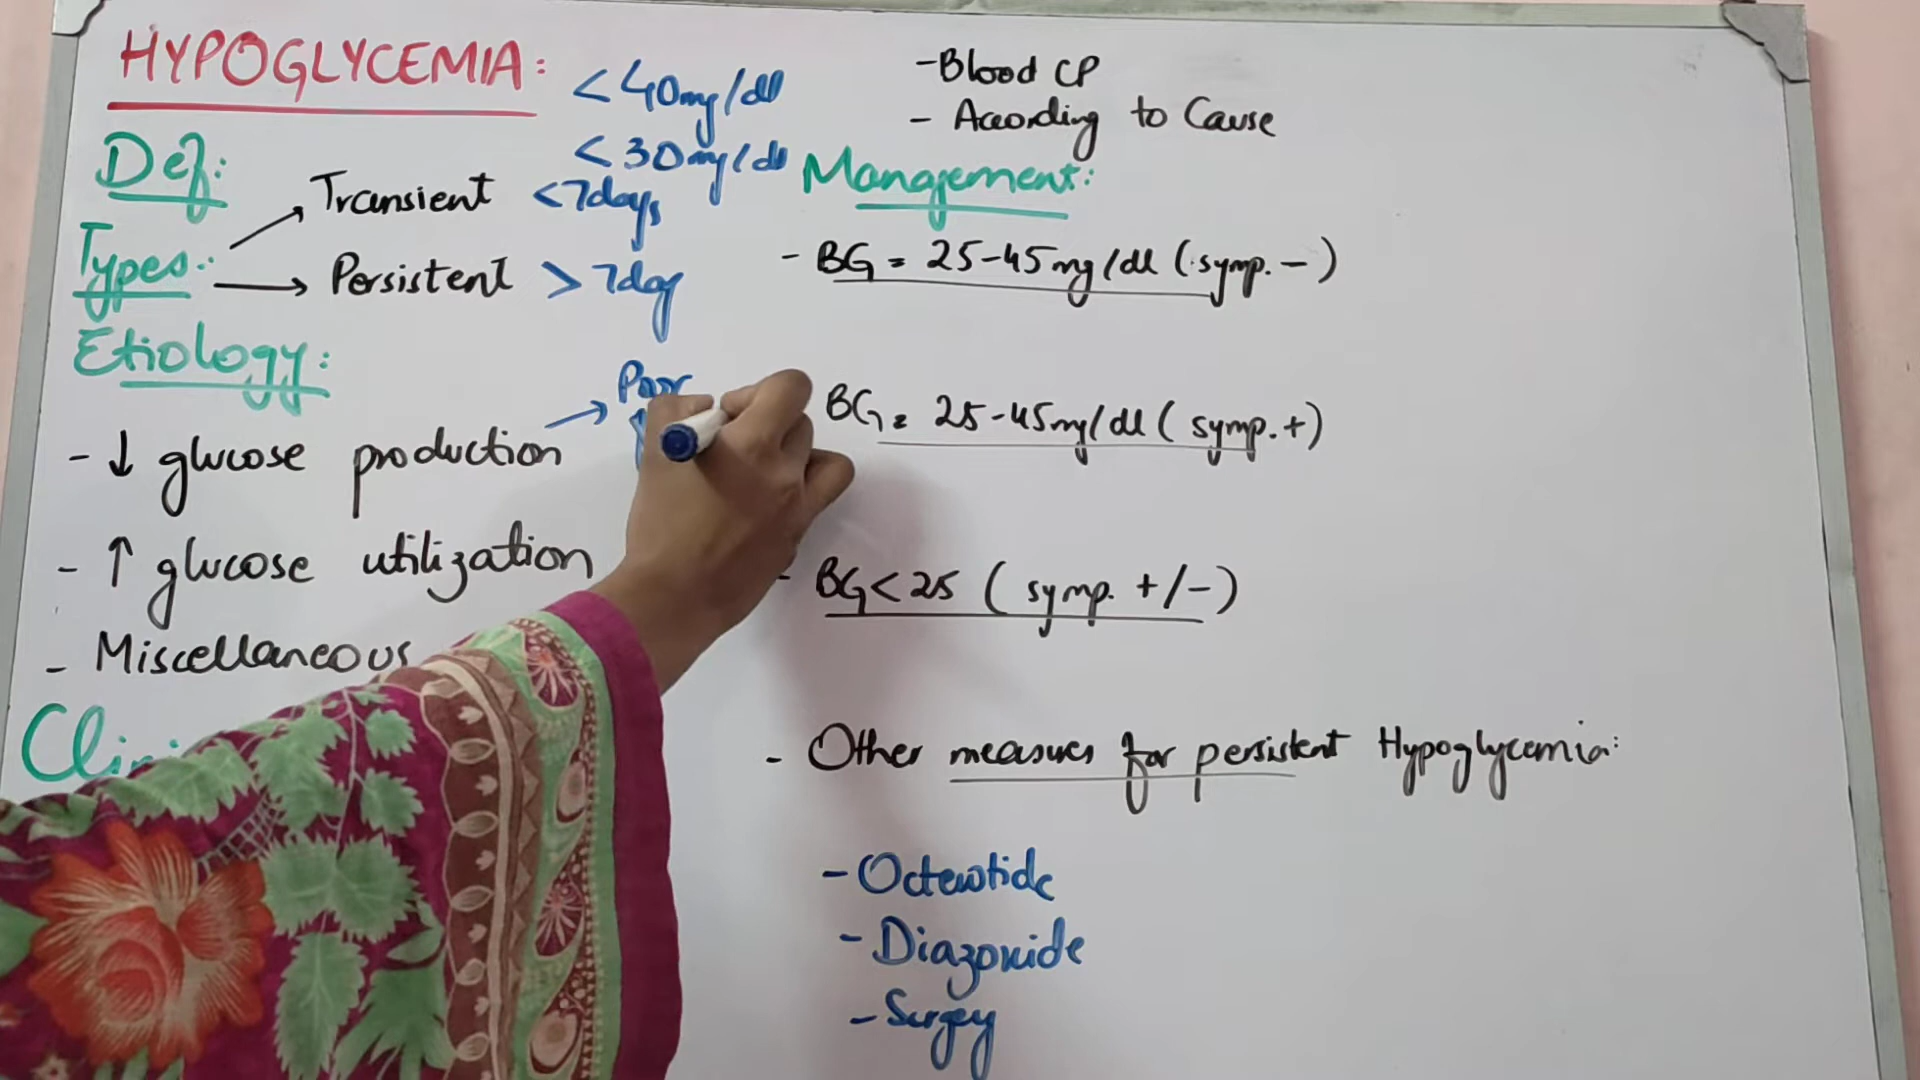 HYPOGLYCEMIA:
<40mg/dl
<30mg/dl
Def:
Types:
Transient <7days
Persistent >7day
Etiology:
- ↓ glucose production → Poor
- ↑ glucose utilization
- Miscellaneous
-Blood CP
- According to Cause
Management:
- BG = 25-45mg/dl (symp. -)
BG = 25-45mg/dl ( symp. +)
- BG < 25 ( symp. +/-)
- Other measures for persistent Hypoglycemia:
- Octeotide
- Diazoxide
- Surgey